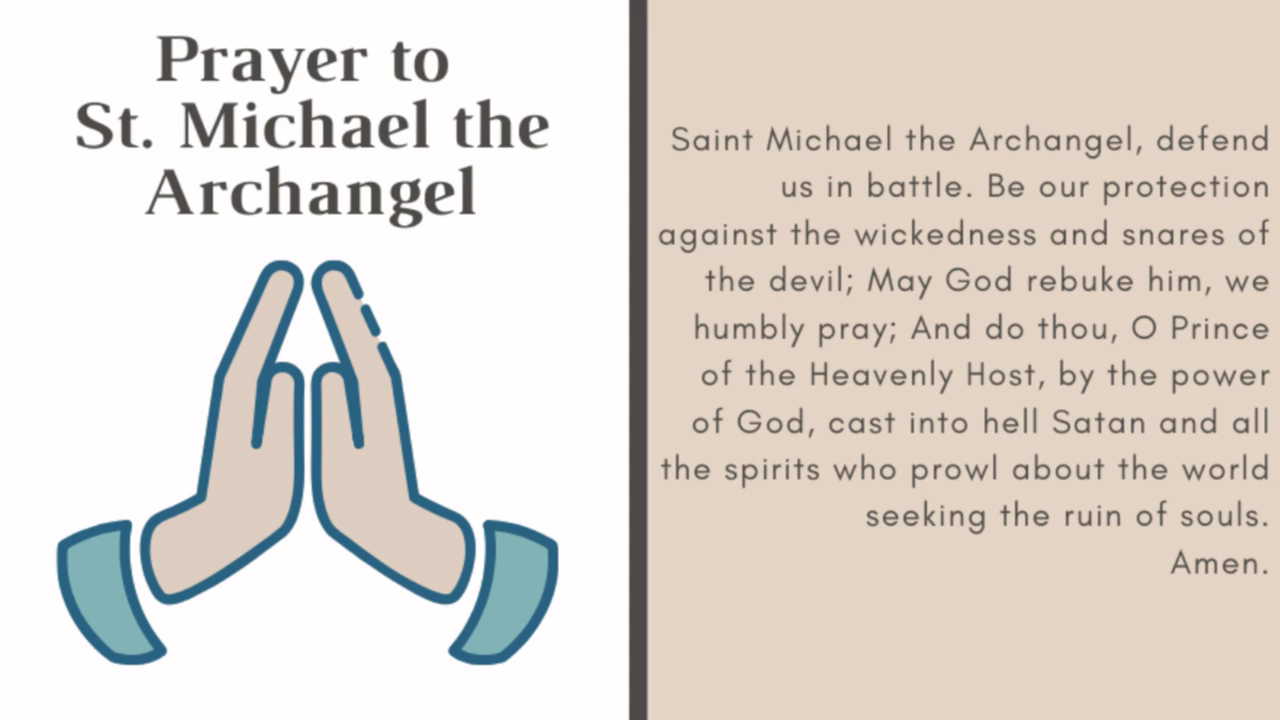 Prayer to
St. Michael the
Archangel
Saint Michael the Archangel, defend
us in battle. Be our protection
against the wickedness and snares of
the devil; May God rebuke him, we
humbly pray; And do thou, O Prince
of the Heavenly Host, by the power
of God, cast into hell Satan and all
the spirits who prowl about the world
seeking the ruin of souls.
Amen.